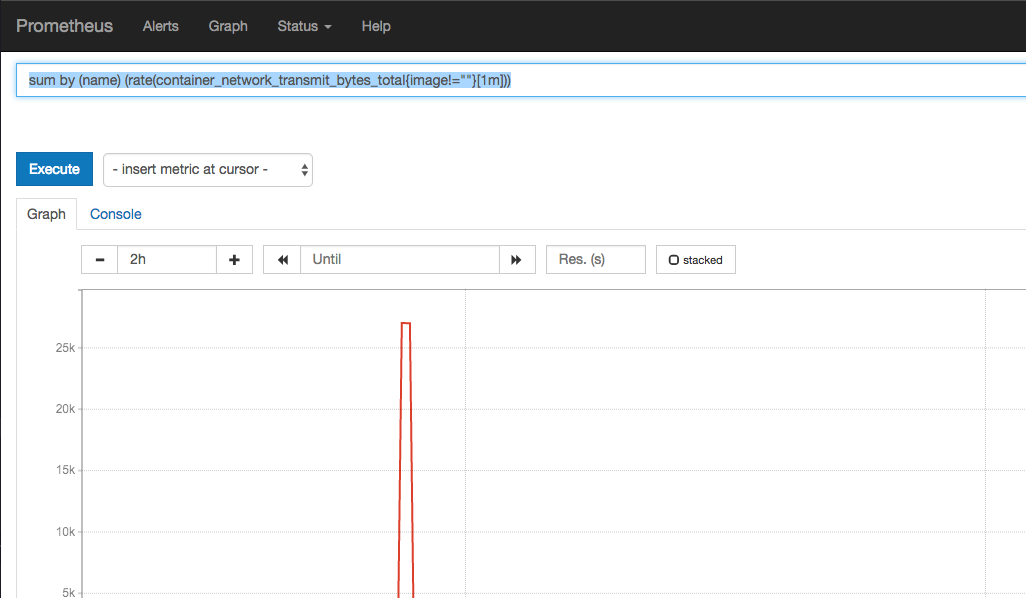 Prometheus Alerts Graph Status Help
sum by (name) (rate(container_network_transmit_bytes_total{image!=""}[1m]))
Execute - insert metric at cursor -
Graph Console
2h Until Res. (s) stacked
25k
20k
15k
10k
5k